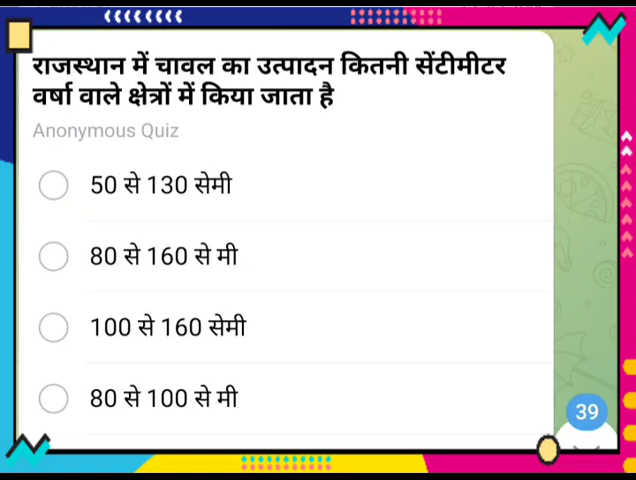 राजस्थान में चावल का उत्पादन कितनी सेंटीमीटर
वर्षा वाले क्षेत्रों में किया जाता है
Anonymous Quiz
50 से 130 सेमी
80 से 160 से मी
100 से 160 सेमी
80 से 100 से मी
39